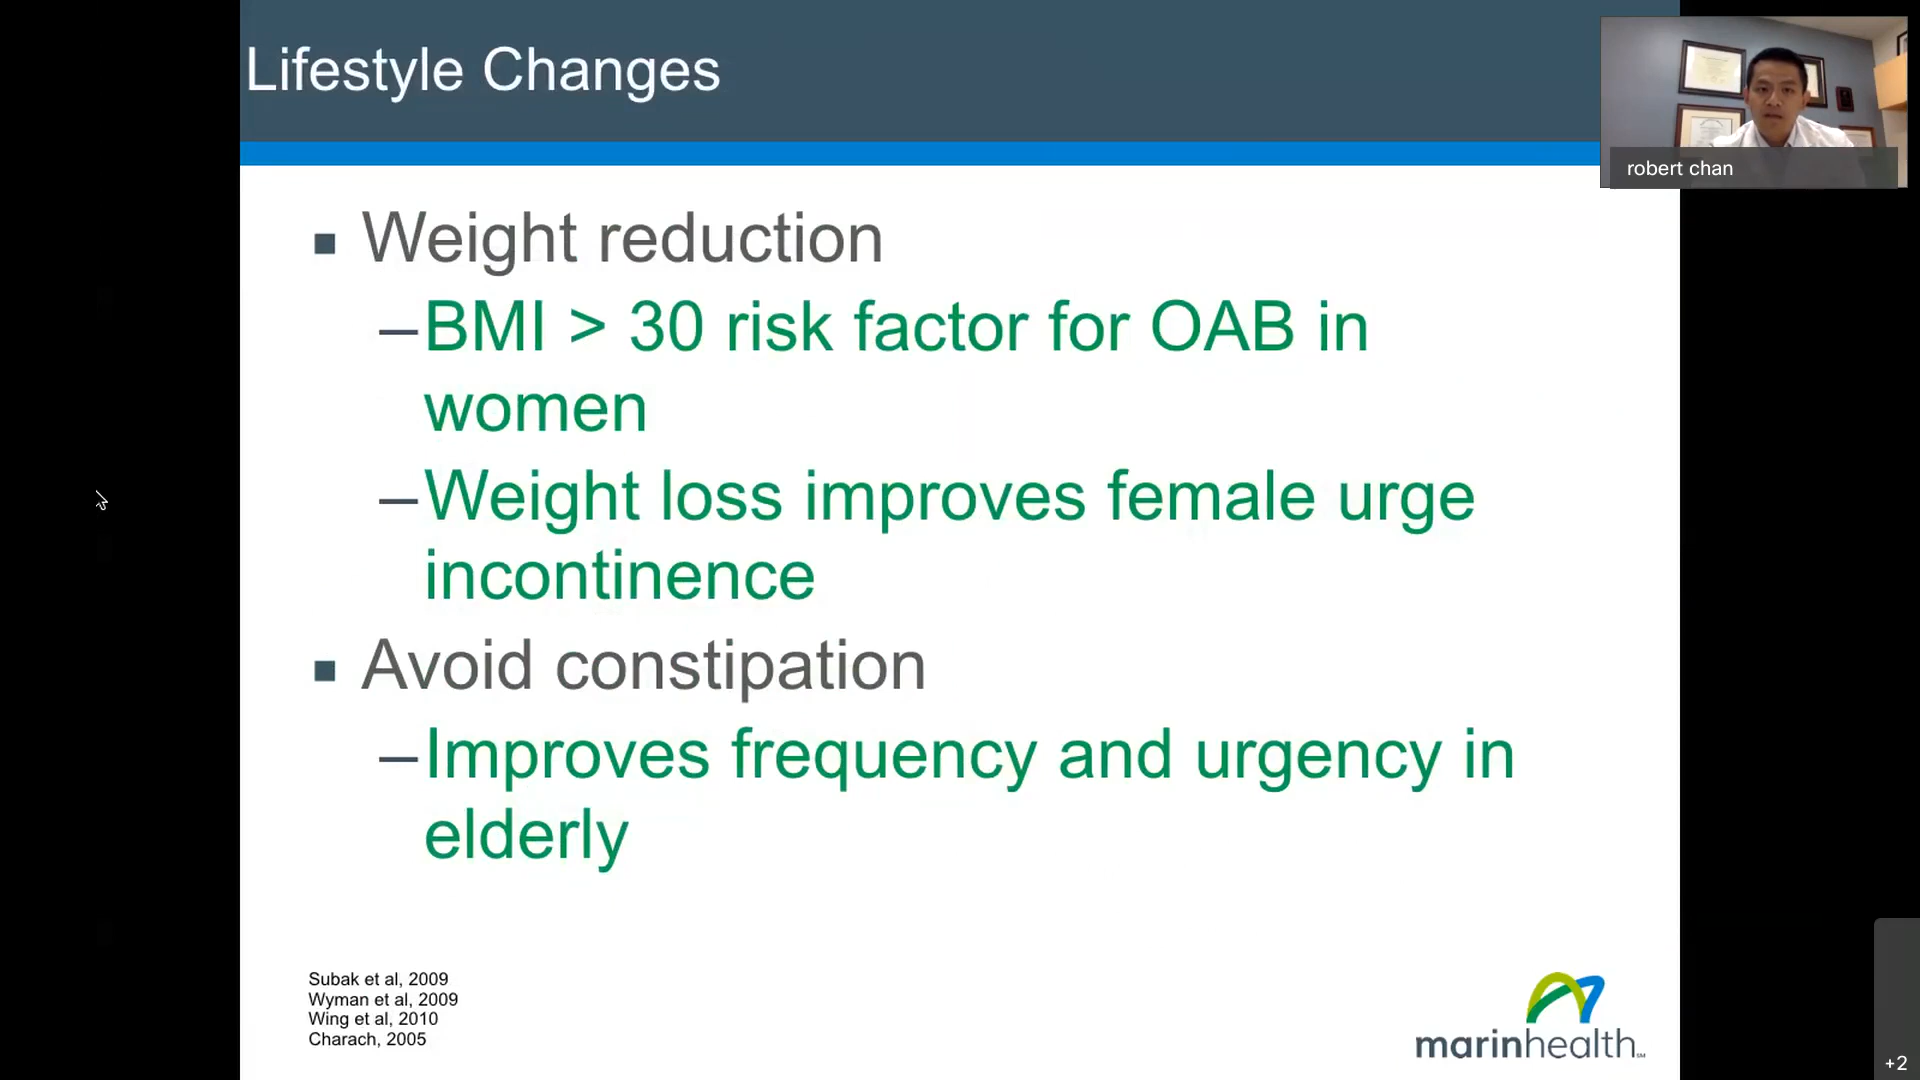 Lifestyle Changes
robert chan
▪ Weight reduction
–BMI > 30 risk factor for OAB in
women
–Weight loss improves female urge
incontinence
▪ Avoid constipation
–Improves frequency and urgency in
elderly
Subak et al, 2009
Wyman et al, 2009
Wing et al, 2010
Charach, 2005
marinhealth℠
+2